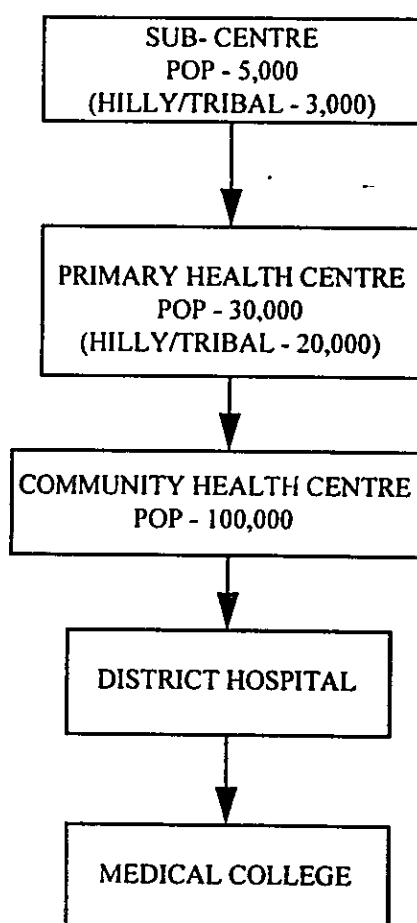 SUB- CENTRE
POP - 5,000
(HILLY/TRIBAL - 3,000)
PRIMARY HEALTH CENTRE
POP - 30,000
(HILLY/TRIBAL - 20,000)
COMMUNITY HEALTH CENTRE
POP - 100,000
DISTRICT HOSPITAL
MEDICAL COLLEGE